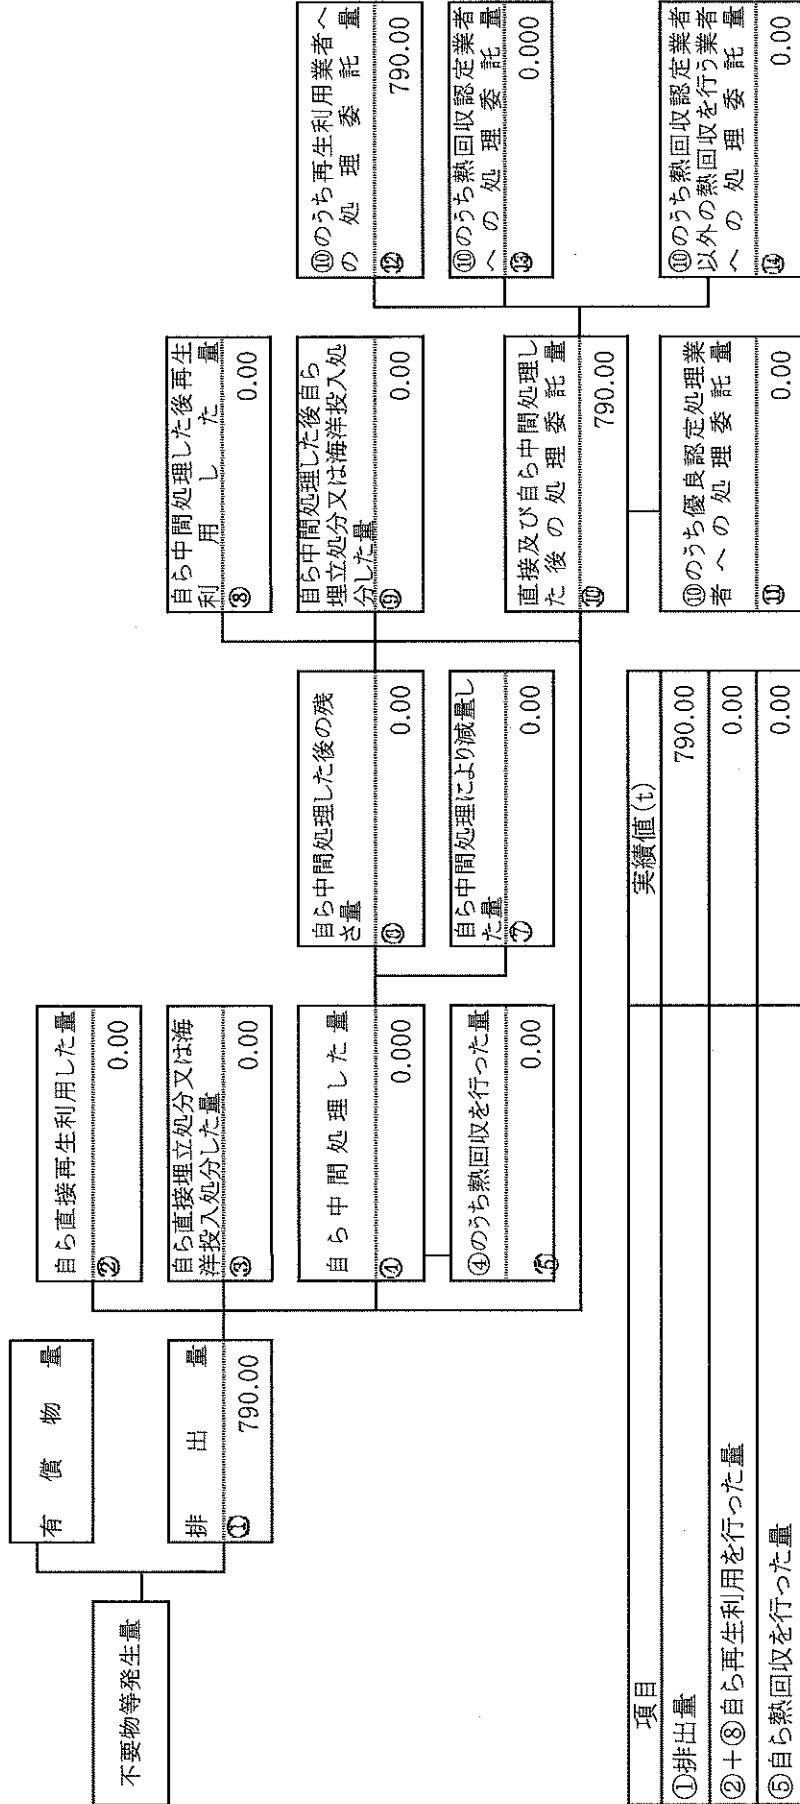 不要物等発生量
有償物量
排出量
①
790.00
自ら直接再生利用した量
②
0.00
自ら直接埋立処分又は海
洋投入処分した量
③
0.00
自ら中間処理した量
④
0.000
④のうち熱回収を行った量
⑤
0.00
自ら中間処理した後の残
さ量
⑥
0.00
自ら中間処理により減量し
た量
⑦
0.00
自ら中間処理した後再生
利用した量
⑧
0.00
自ら中間処理した後自ら
埋立処分又は海洋投入処
分した量
⑨
0.00
直接及び自ら中間処理し
た後の処理委託量
⑩
790.00
⑩のうち優良認定処理業
者への処理委託量
⑪
0.00
⑩のうち再生利用業者へ
の処理委託量
⑫
790.00
⑩のうち熱回収認定業者
への処理委託量
⑬
0.000
⑩のうち熱回収認定業者
以外の熱回収を行う業者
への処理委託量
⑭
0.00
項目 実績値(t)
①排出量 790.00
②+⑧自ら再生利用を行った量 0.00
⑤自ら熱回収を行った量 0.00